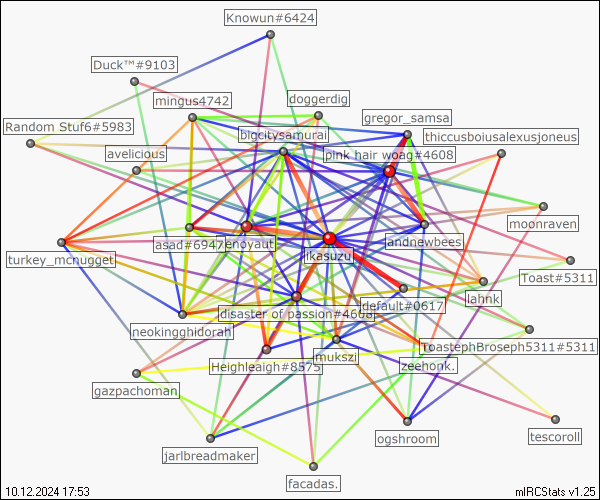 Knowun#6424
Duck™#9103
mingus4742
doggerdig
gregor_samsa
Random Stuf6#5983
bigcitysamurai
thiccusboiusalexusjoneus
avelicious
pink hair woag#4608
moonraven
asad#6947
enoyaut
andnewbees
turkey_mcnugget
ikasuzu
Toast#5311
lahnk
default#0617
disaster of passion#4608
neokingghidorah
ToastephBroseph5311#5311
mukszi
Heighleaigh#8575
zeehonk.
gazpachoman
ogshroom
tescoroll
jarlbreadmaker
facadas.
10.12.2024 17:53
mIRCStats v1.25